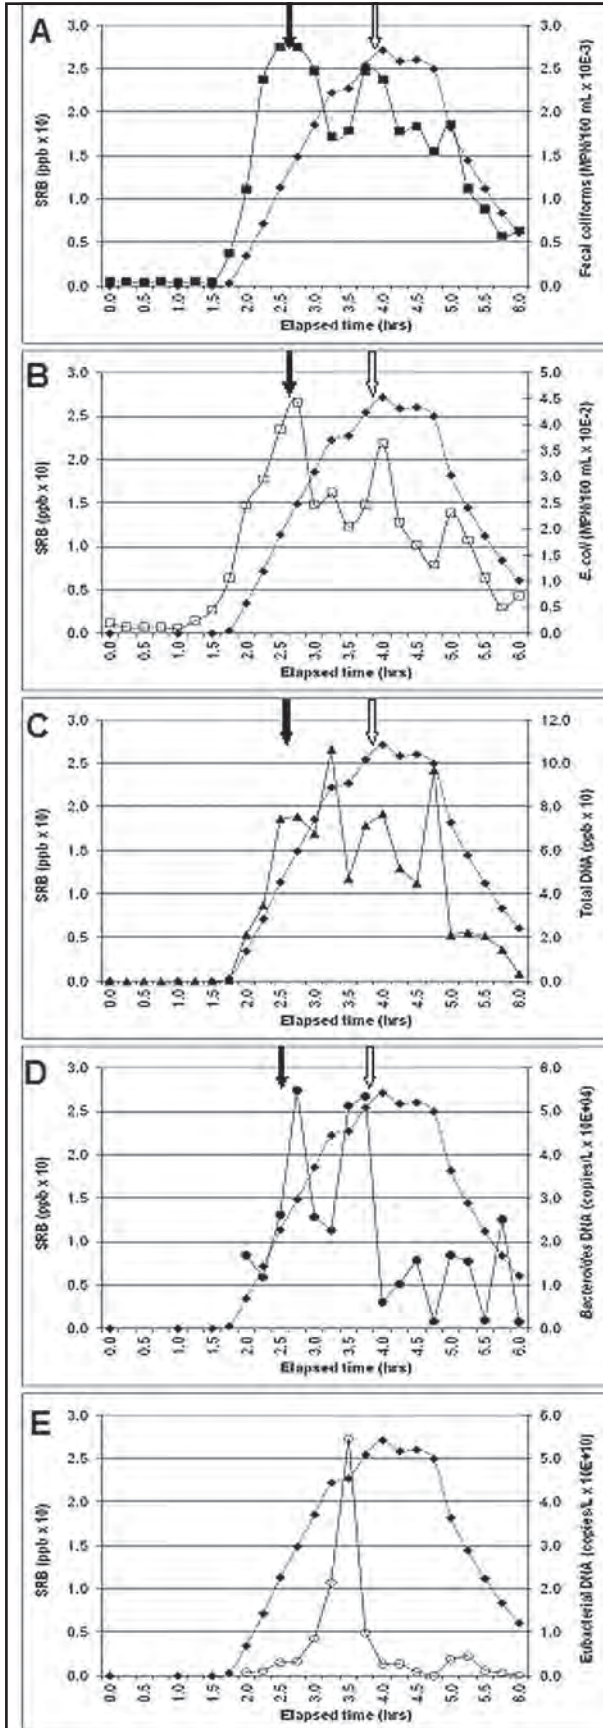 A
SRB (ppb x 10)
3.0
2.5
2.0
1.5
1.0
0.5
0.0
3.0
2.5
2.0
1.5
1.0
0.5
0.0
Fecal coliforms (MPN/100 mL x 10E-3)
0.0 0.5 1.0 1.5 2.0 2.5 3.0 3.5 4.0 4.5 5.0 5.5 6.0
Elapsed time (hrs)
B
SRB (ppb x 10)
3.0
2.5
2.0
1.5
1.0
0.5
0.0
5.0
4.5
4.0
3.5
3.0
2.5
2.0
1.5
1.0
0.5
0.0
E. coli (MPN/100 mL x 10E-2)
0.0 0.5 1.0 1.5 2.0 2.5 3.0 3.5 4.0 4.5 5.0 5.5 6.0
Elapsed time (hrs)
C
SRB (ppb x 10)
3.0
2.5
2.0
1.5
1.0
0.5
0.0
12.0
10.0
8.0
6.0
4.0
2.0
0.0
Total DNA (ppb x 10)
0.0 0.5 1.0 1.5 2.0 2.5 3.0 3.5 4.0 4.5 5.0 5.5 6.0
Elapsed time (hrs)
D
SRB (ppb x 10)
3.0
2.5
2.0
1.5
1.0
0.5
0.0
6.0
5.0
4.0
3.0
2.0
1.0
0.0
Bacteroides DNA (copies/L x 10E+04)
0.0 0.5 1.0 1.5 2.0 2.5 3.0 3.5 4.0 4.5 5.0 5.5 6.0
Elapsed time (hrs)
E
SRB (ppb x 10)
3.0
2.5
2.0
1.5
1.0
0.5
0.0
6.0
5.0
4.0
3.0
2.0
1.0
0.0
Eubacterial DNA (copies/L x 10E+10)
0.0 0.5 1.0 1.5 2.0 2.5 3.0 3.5 4.0 4.5 5.0 5.5 6.0
Elapsed time (hrs)